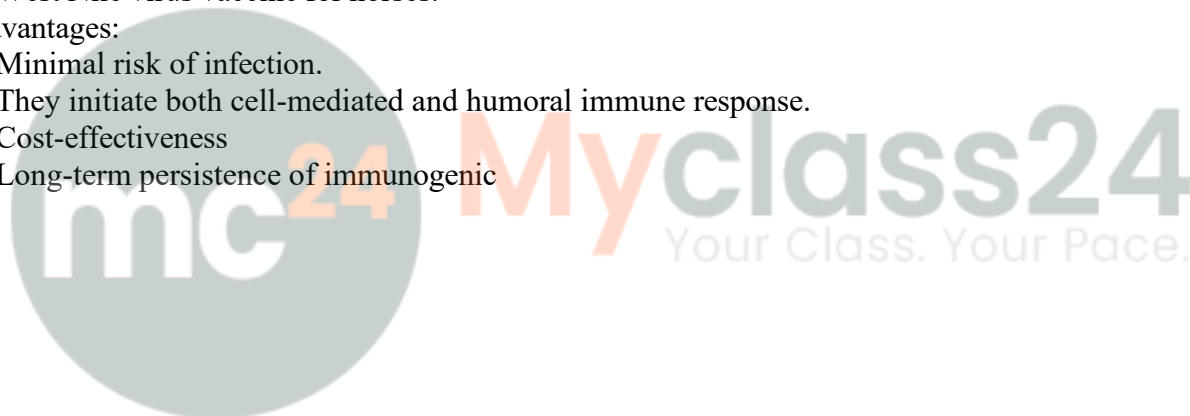 Minimal risk of infection.
They initiate both cell-mediated and humoral immune response.
Cost-effectiveness
Long-term persistence of immunogenic
mc24
Myclass24
Your Class. Your Pace.